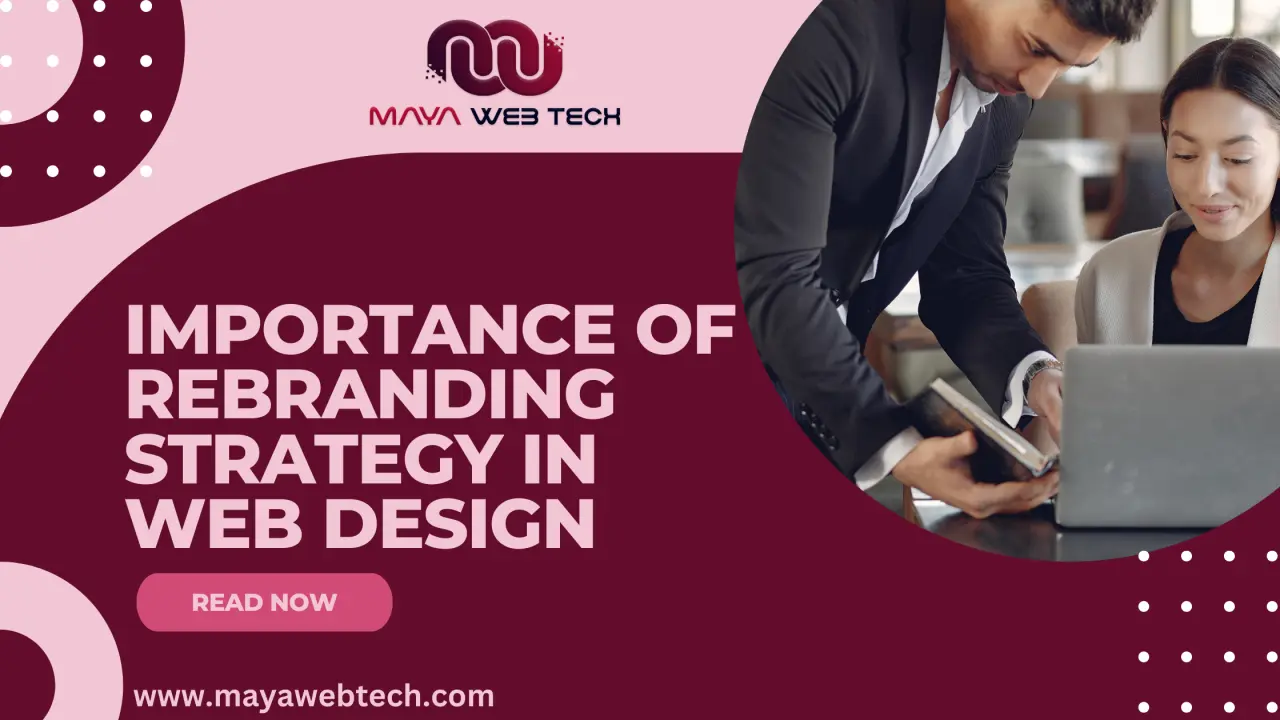 MAYA WEB TECH
IMPORTANCE OF
REBRANDING
STRATEGY IN
WEB DESIGN
READ NOW
www.mayawebtech.com